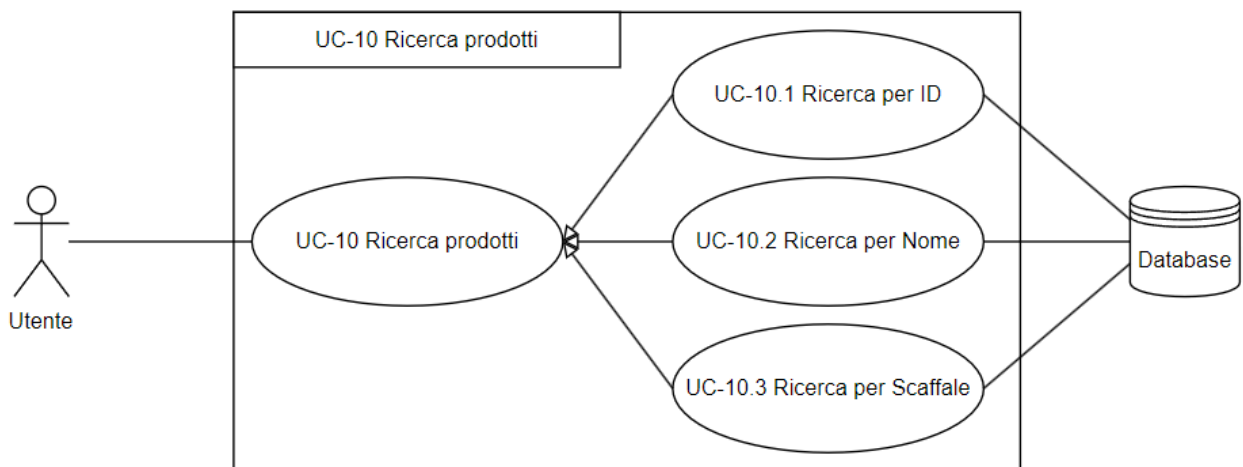 UC-10 Ricerca prodotti
UC-10.1 Ricerca per ID
UC-10 Ricerca prodotti
UC-10.2 Ricerca per Nome
Database
Utente
UC-10.3 Ricerca per Scaffale